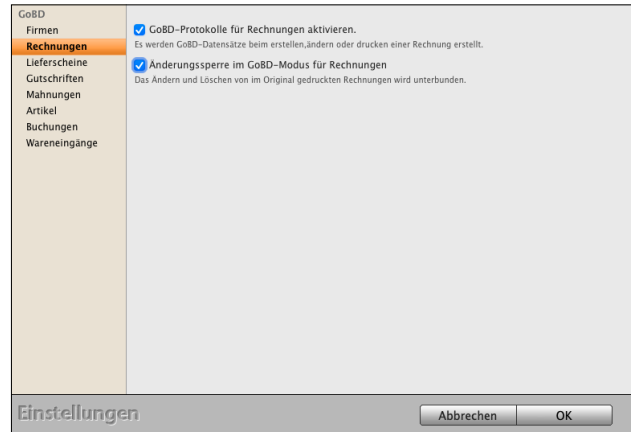 GoBD
Firmen
Rechnungen
Lieferscheine
Gutschriften
Mahnungen
Artikel
Buchungen
Wareneingänge
GoBD-Protokolle für Rechnungen aktivieren.
Es werden GoBD-Datensätze beim erstellen,ändern oder drucken einer Rechnung erstellt.
Änderungssperre im GoBD-Modus für Rechnungen
Das Ändern und Löschen von im Original gedruckten Rechnungen wird unterbunden.
Einstellungen
Abbrechen
OK